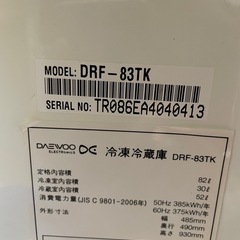 MODEL: DRF-83TK
SERIAL NO: TR086EA4040413
DAEWOO ELECTRONICS 冷凍冷蔵庫 DRF-83TK
定格内容積 82ℓ
冷凍室内容積 30ℓ
冷蔵室内容積 52ℓ
消費電力量(JIS C 9801-2006年) 50Hz 385kWh/年
60Hz 375kWh/年
外形寸法 幅 485mm
奥行 490mm
高さ 930mm